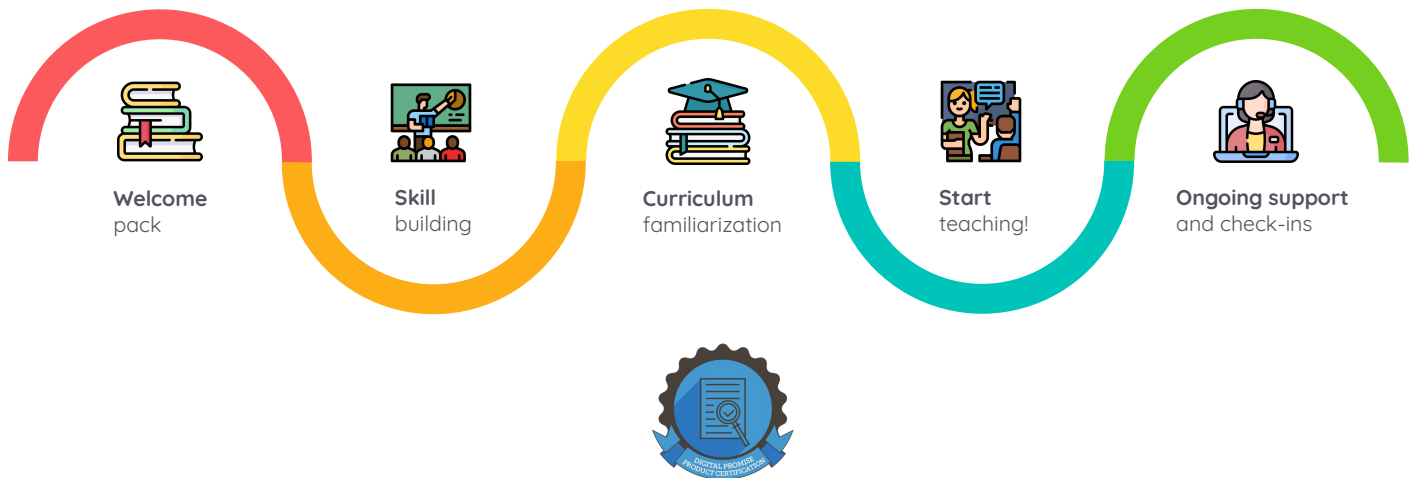 Welcome
pack
Skill
building
Curriculum
familiarization
Start
teaching!
Ongoing support
and check-ins
DIGITAL PROMISE
PRODUCT CERTIFICATION